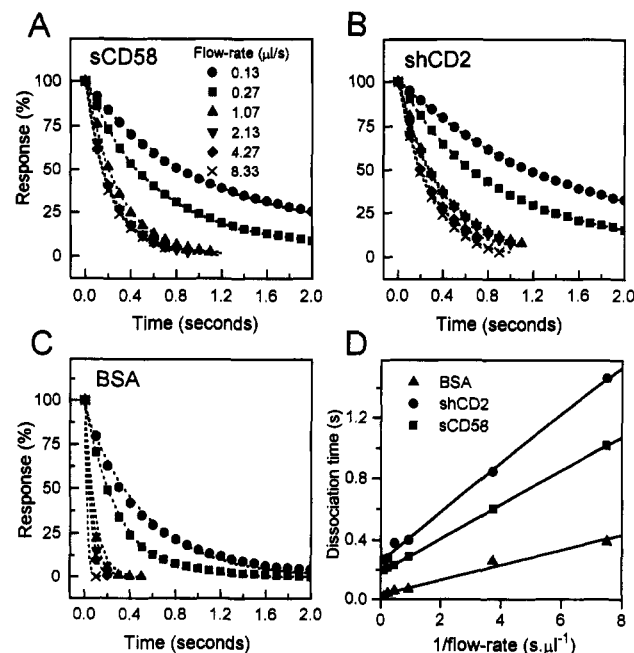 A
sCD58
Flow-rate (μl/s)
0.13
0.27
1.07
2.13
4.27
8.33
Response (%)
100
75
50
25
0
0.0 0.4 0.8 1.2 1.6 2.0
Time (seconds)
B
shCD2
Response (%)
100
75
50
25
0
0.0 0.4 0.8 1.2 1.6 2.0
Time (seconds)
C
BSA
Response (%)
100
75
50
25
0
0.0 0.4 0.8 1.2 1.6 2.0
Time (seconds)
D
BSA
shCD2
sCD58
Dissociation time (s)
1.2
0.8
0.4
0.0
0 2 4 6 8
1/flow-rate (s.μl⁻¹)